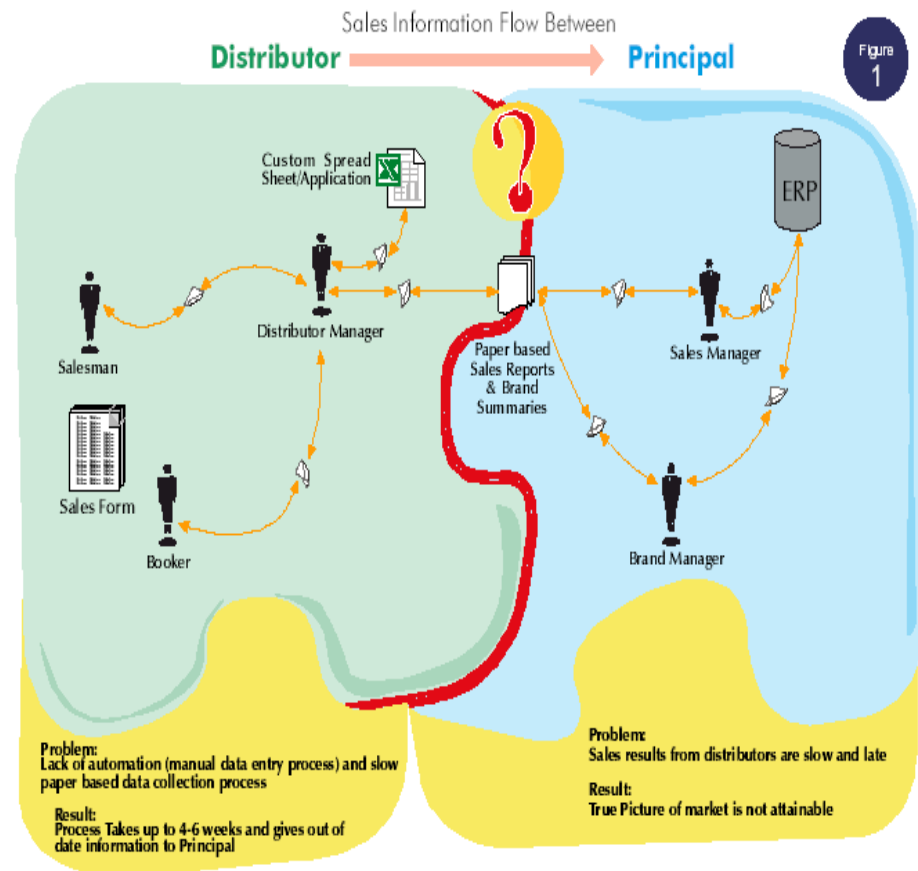 Sales Information Flow Between
Distributor
Principal
Figure
1
Custom Spread
Sheet/Application
ERP
Salesman
Distributor Manager
Paper based
Sales Reports
& Brand
Summaries
Sales Manager
Sales Form
Booker
Brand Manager
Problem:
Lack of automation (manual data entry process) and slow
paper based data collection process
Result:
Process Takes up to 4-6 weeks and gives out of
date information to Principal
Problem:
Sales results from distributors are slow and late
Result:
True Picture of market is not attainable